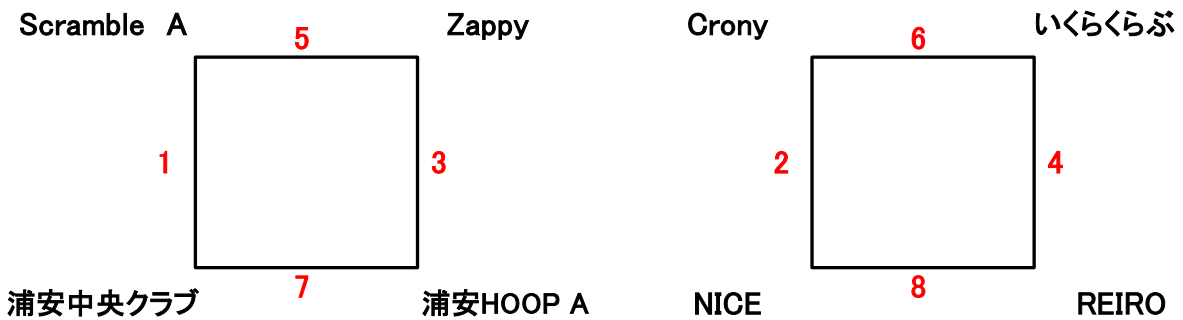 Scramble　A
5
Zappy
Crony
6
いくらくらぶ
1
3
2
4
浦安中央クラブ
7
浦安HOOP A
NICE
8
REIRO